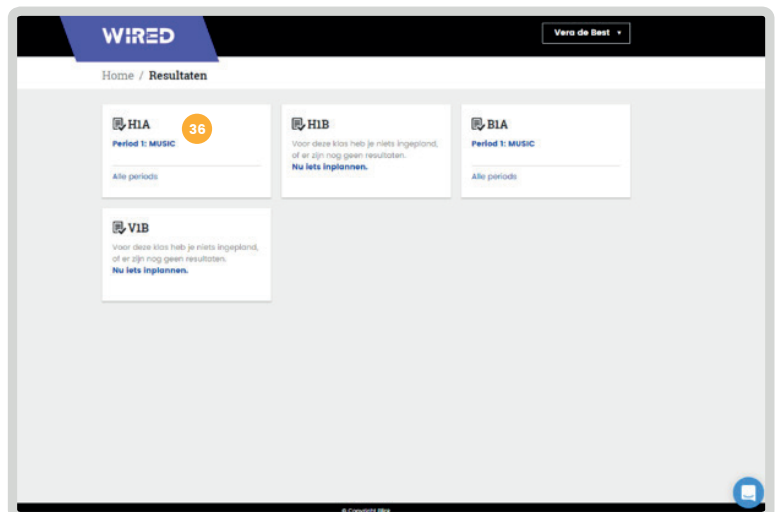 WIRED
Vera de Best
Home / Resultaten
H1A
36
Period 1: MUSIC
Alle periods
H1B
Voor deze klas heb je niets ingepland,
of er zijn nog geen resultaten.
Nu iets inplannen.
B1A
Period 1: MUSIC
Alle periods
V1B
Voor deze klas heb je niets ingepland,
of er zijn nog geen resultaten.
Nu iets inplannen.
© Copyright Blink